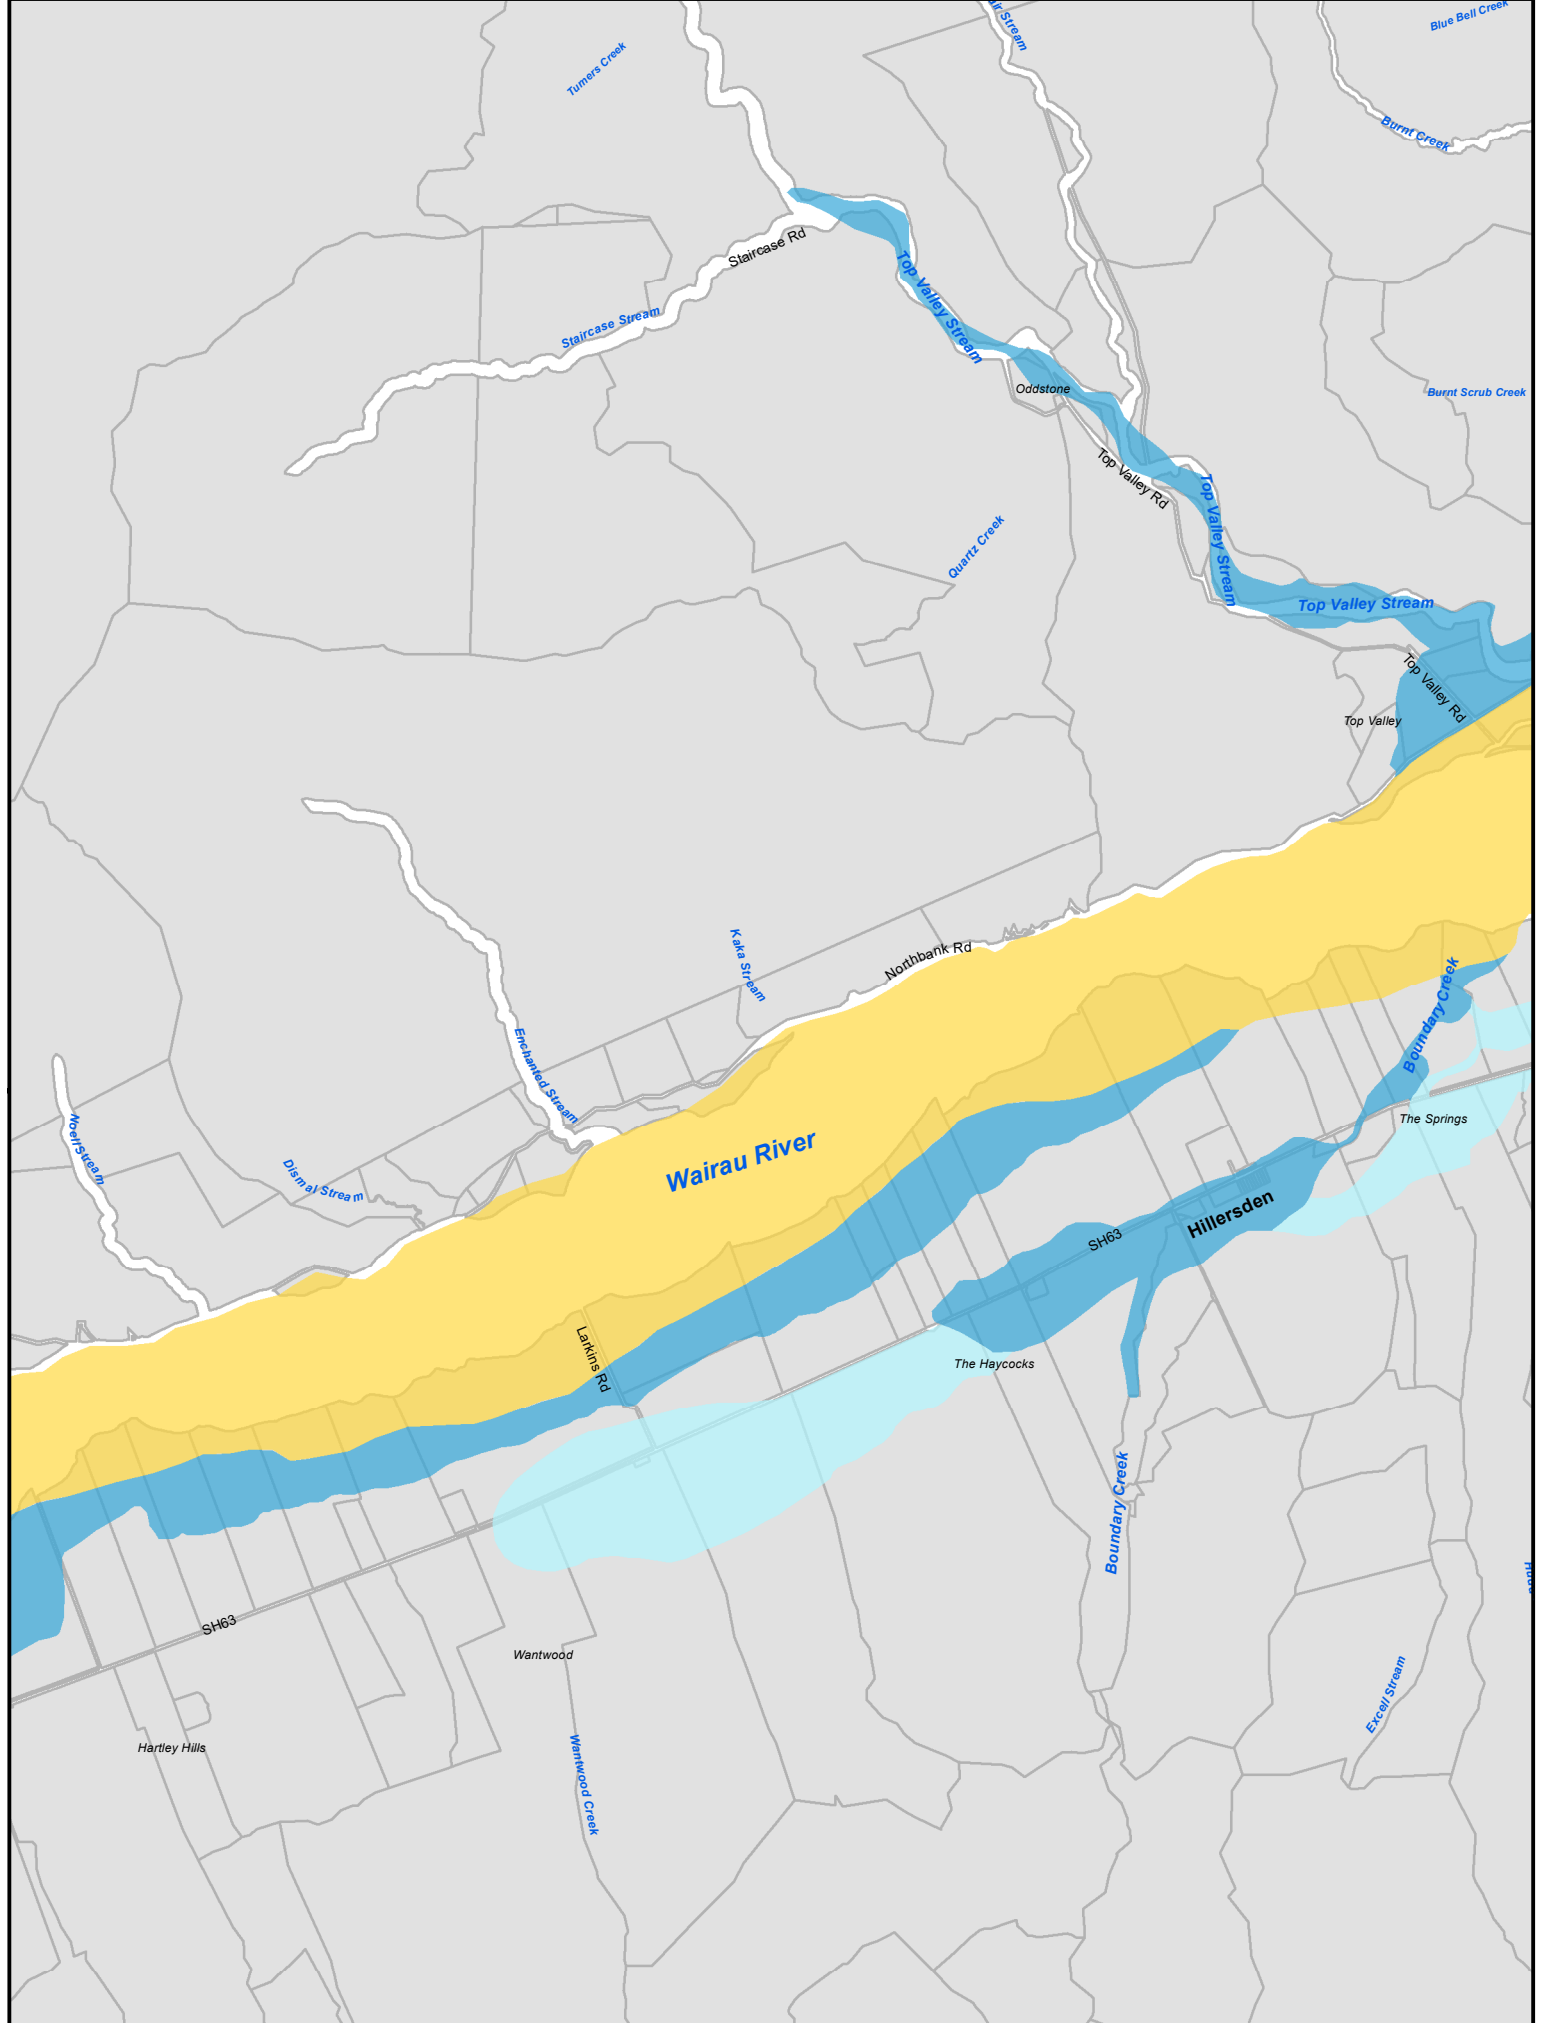 Blue Bell Creek
Tumers Creek
Burnt Creek
Staircase Rd
Top Valley Stream
Staircase Stream
Oddstone
Burnt Scrub Creek
Top Valley Rd
Top Valley Stream
Quartz Creek
Top Valley Stream
Top Valley Rd
Top Valley
Kaka Stream
Northbank Rd
Boundary Creek
Enchanted Stream
The Springs
Noell Stream
Wairau River
Dismal Stream
Hillersden
SH63
Larkins Rd
The Haycocks
Boundary Creek
SH63
Wantwood
Excell Stream
Hartley Hills
Wantwood Creek